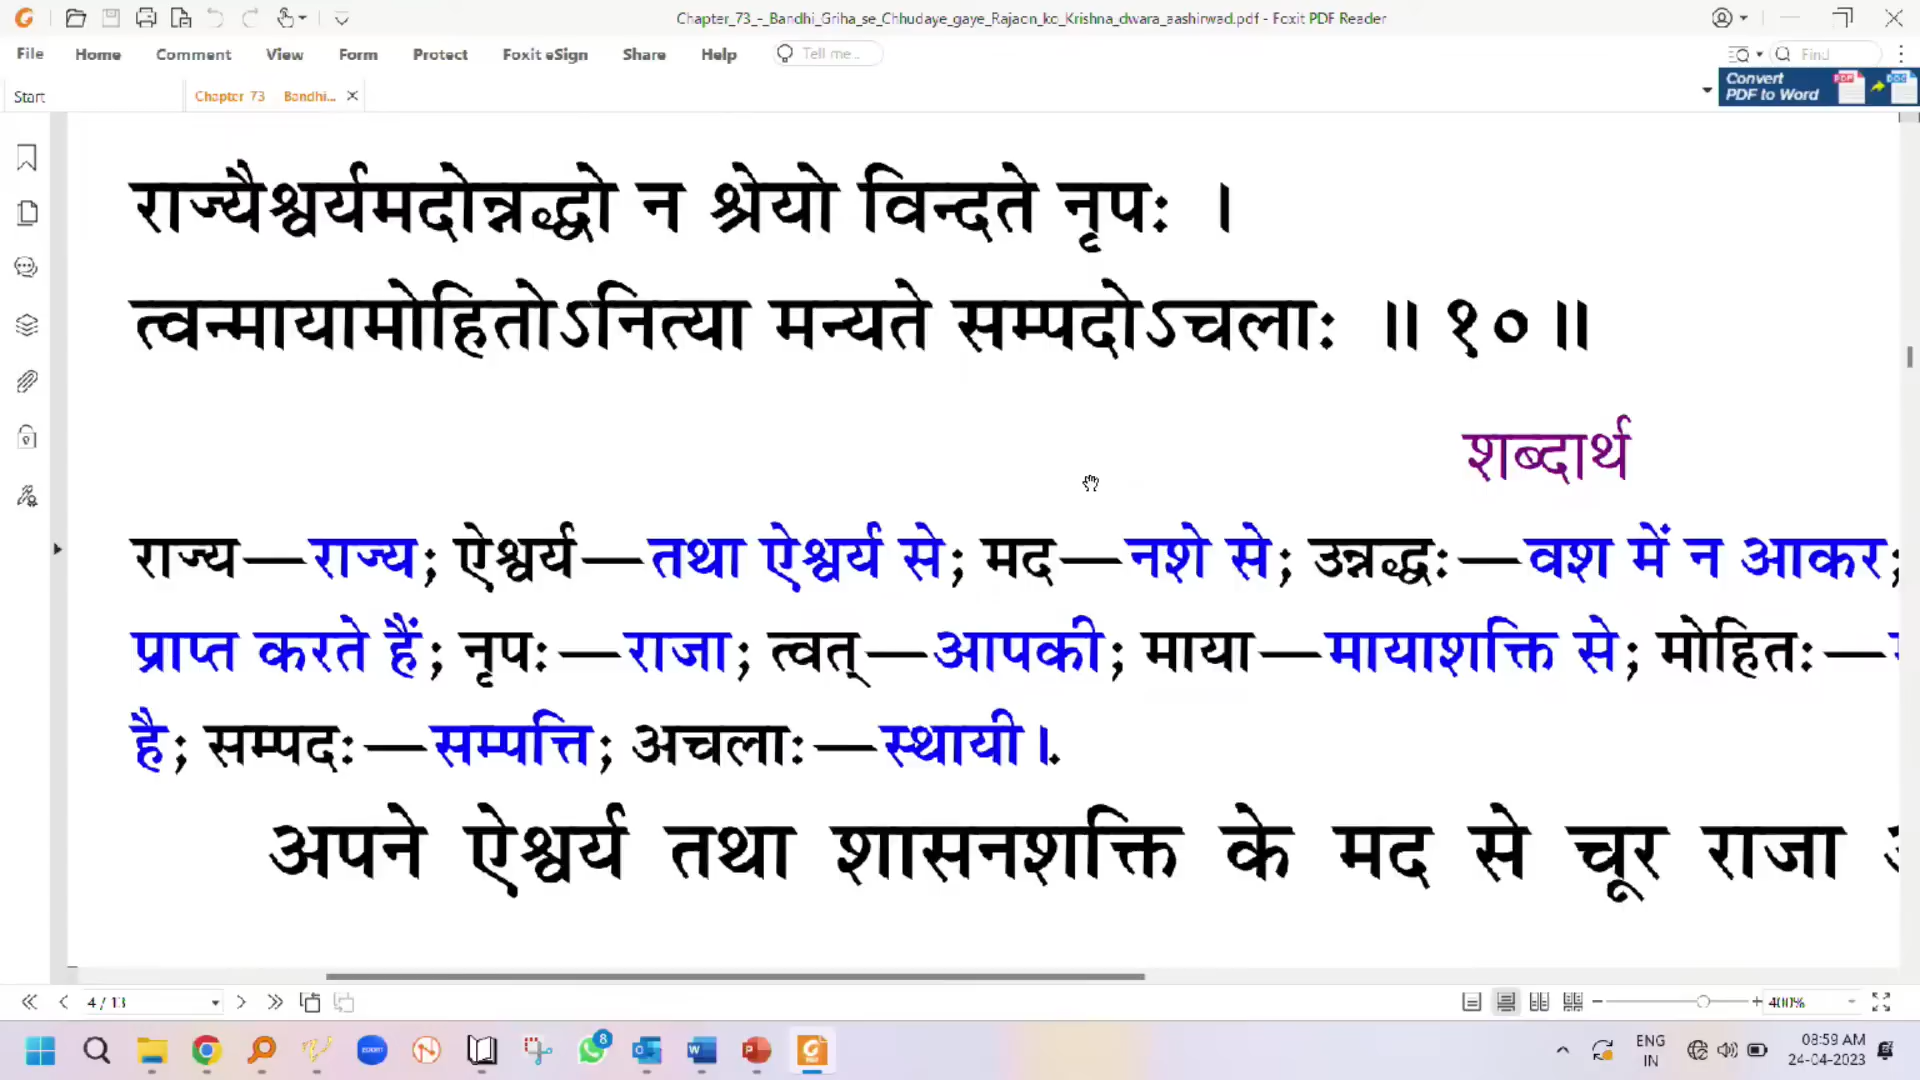 Chapter_73_-_Bandhi_Griha_se_Chhudaye_gaye_Rajaon_ko_Krishna_dwara_aashirwad.pdf - Foxit PDF Reader
File Home Comment View Form Protect Foxit eSign Share Help Tell me... Find
Start Chapter 73 Bandhi...
Convert
PDF to Word
राज्यैश्वर्यमदोन्नद्धो न श्रेयो विन्दते नृपः ।
त्वन्मायामोहितोऽनित्या मन्यते सम्पदोऽचलाः ॥ १० ॥
शब्दार्थ
राज्य—राज्य; ऐश्वर्य—तथा ऐश्वर्य से; मद—नशे से; उन्नद्धः—वश में न आकर;
प्राप्त करते हैं; नृपः—राजा; त्वत्—आपकी; माया—मायाशक्ति से; मोहितः—
है; सम्पदः—सम्पत्ति; अचलाः—स्थायी।.
अपने ऐश्वर्य तथा शासनशक्ति के मद से चूर राजा
4 / 13 400%
8 ENG 08:59 AM
IN 24-04-2023